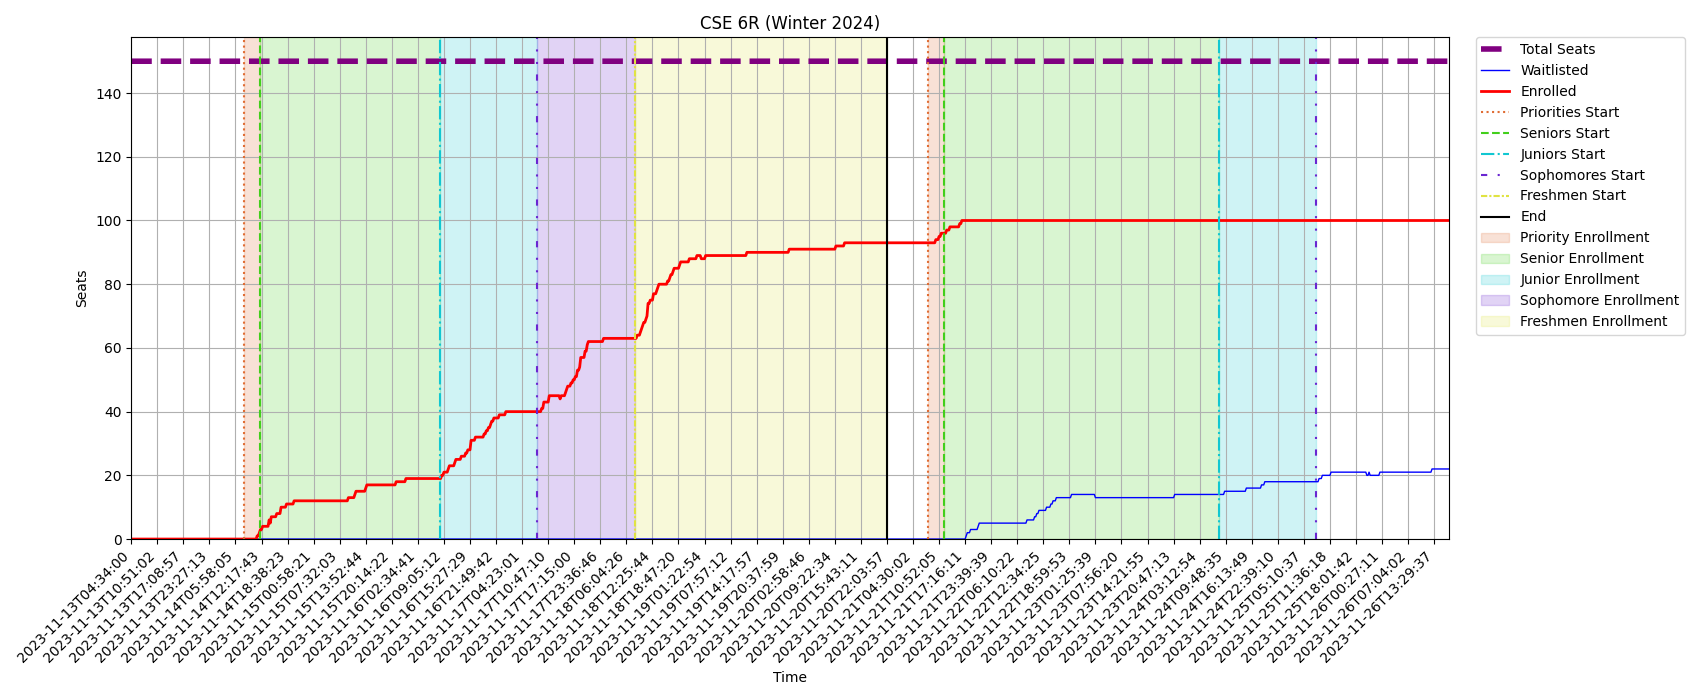 CSE 6R (Winter 2024)
Seats
140
120
100
80
60
40
20
0
2023-11-13T04:34:00
2023-11-13T10:51:02
2023-11-13T17:08:57
2023-11-13T23:27:13
2023-11-14T05:58:05
2023-11-14T12:17:43
2023-11-14T18:38:23
2023-11-15T00:58:21
2023-11-15T07:32:03
2023-11-15T13:52:44
2023-11-15T20:14:22
2023-11-16T02:34:41
2023-11-16T09:05:12
2023-11-16T15:27:29
2023-11-16T21:49:42
2023-11-17T04:23:01
2023-11-17T10:47:10
2023-11-17T17:15:00
2023-11-17T23:36:46
2023-11-18T06:04:26
2023-11-18T12:25:44
2023-11-18T18:47:20
2023-11-19T01:22:54
2023-11-19T07:57:12
2023-11-19T14:17:57
2023-11-19T20:37:59
2023-11-20T02:58:46
2023-11-20T09:22:34
2023-11-20T15:43:11
2023-11-20T22:03:57
2023-11-21T04:30:02
2023-11-21T10:52:05
2023-11-21T17:16:11
2023-11-21T23:39:39
2023-11-22T06:10:22
2023-11-22T12:34:25
2023-11-22T18:59:53
2023-11-23T01:25:39
2023-11-23T07:56:20
2023-11-23T14:21:55
2023-11-23T20:47:13
2023-11-24T03:12:54
2023-11-24T09:48:35
2023-11-24T16:13:49
2023-11-24T22:39:10
2023-11-25T05:10:37
2023-11-25T11:36:18
2023-11-25T18:01:42
2023-11-26T00:27:11
2023-11-26T07:04:02
2023-11-26T13:29:37
Time
Total Seats
Waitlisted
Enrolled
Priorities Start
Seniors Start
Juniors Start
Sophomores Start
Freshmen Start
End
Priority Enrollment
Senior Enrollment
Junior Enrollment
Sophomore Enrollment
Freshmen Enrollment